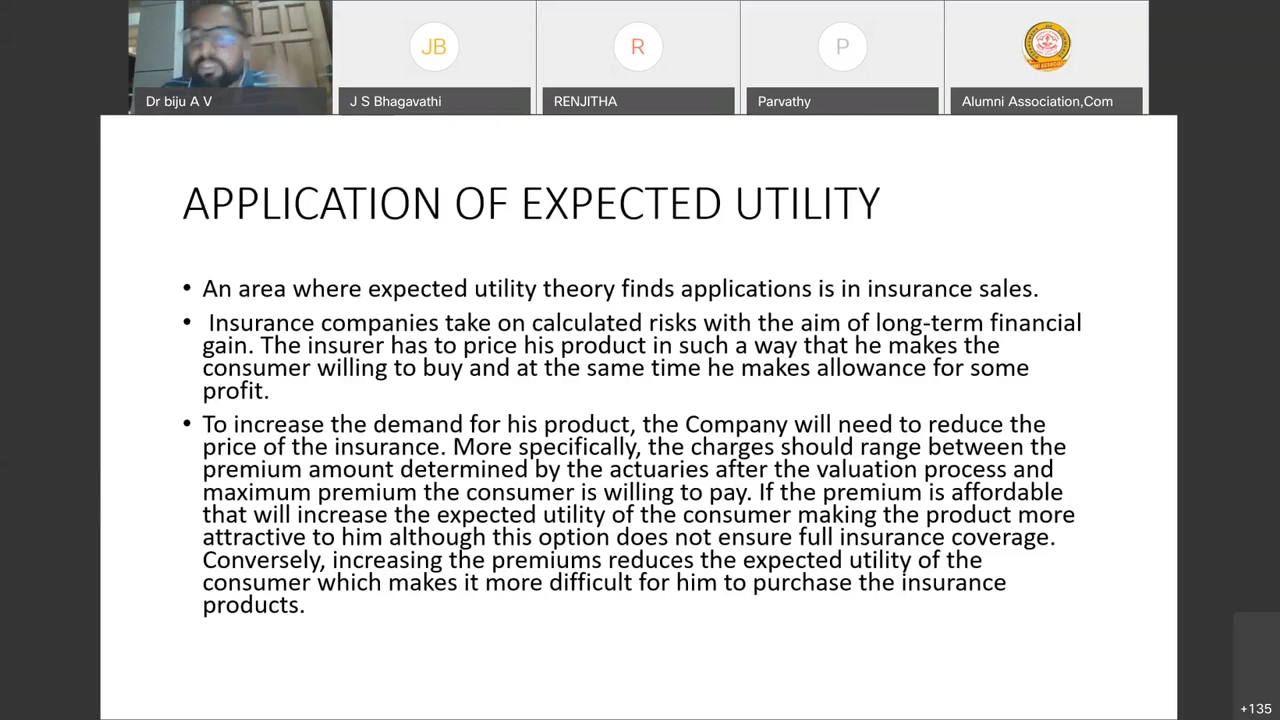 JB
R
P
Dr biju A V
J S Bhagavathi
RENJITHA
Parvathy
Alumni Association,Com
APPLICATION OF EXPECTED UTILITY
• An area where expected utility theory finds applications is in insurance sales.
• Insurance companies take on calculated risks with the aim of long-term financial
gain. The insurer has to price his product in such a way that he makes the
consumer willing to buy and at the same time he makes allowance for some
profit.
• To increase the demand for his product, the Company will need to reduce the
price of the insurance. More specifically, the charges should range between the
premium amount determined by the actuaries after the valuation process and
maximum premium the consumer is willing to pay. If the premium is affordable
that will increase the expected utility of the consumer making the product more
attractive to him although this option does not ensure full insurance coverage.
Conversely, increasing the premiums reduces the expected utility of the
consumer which makes it more difficult for him to purchase the insurance
products.
+135